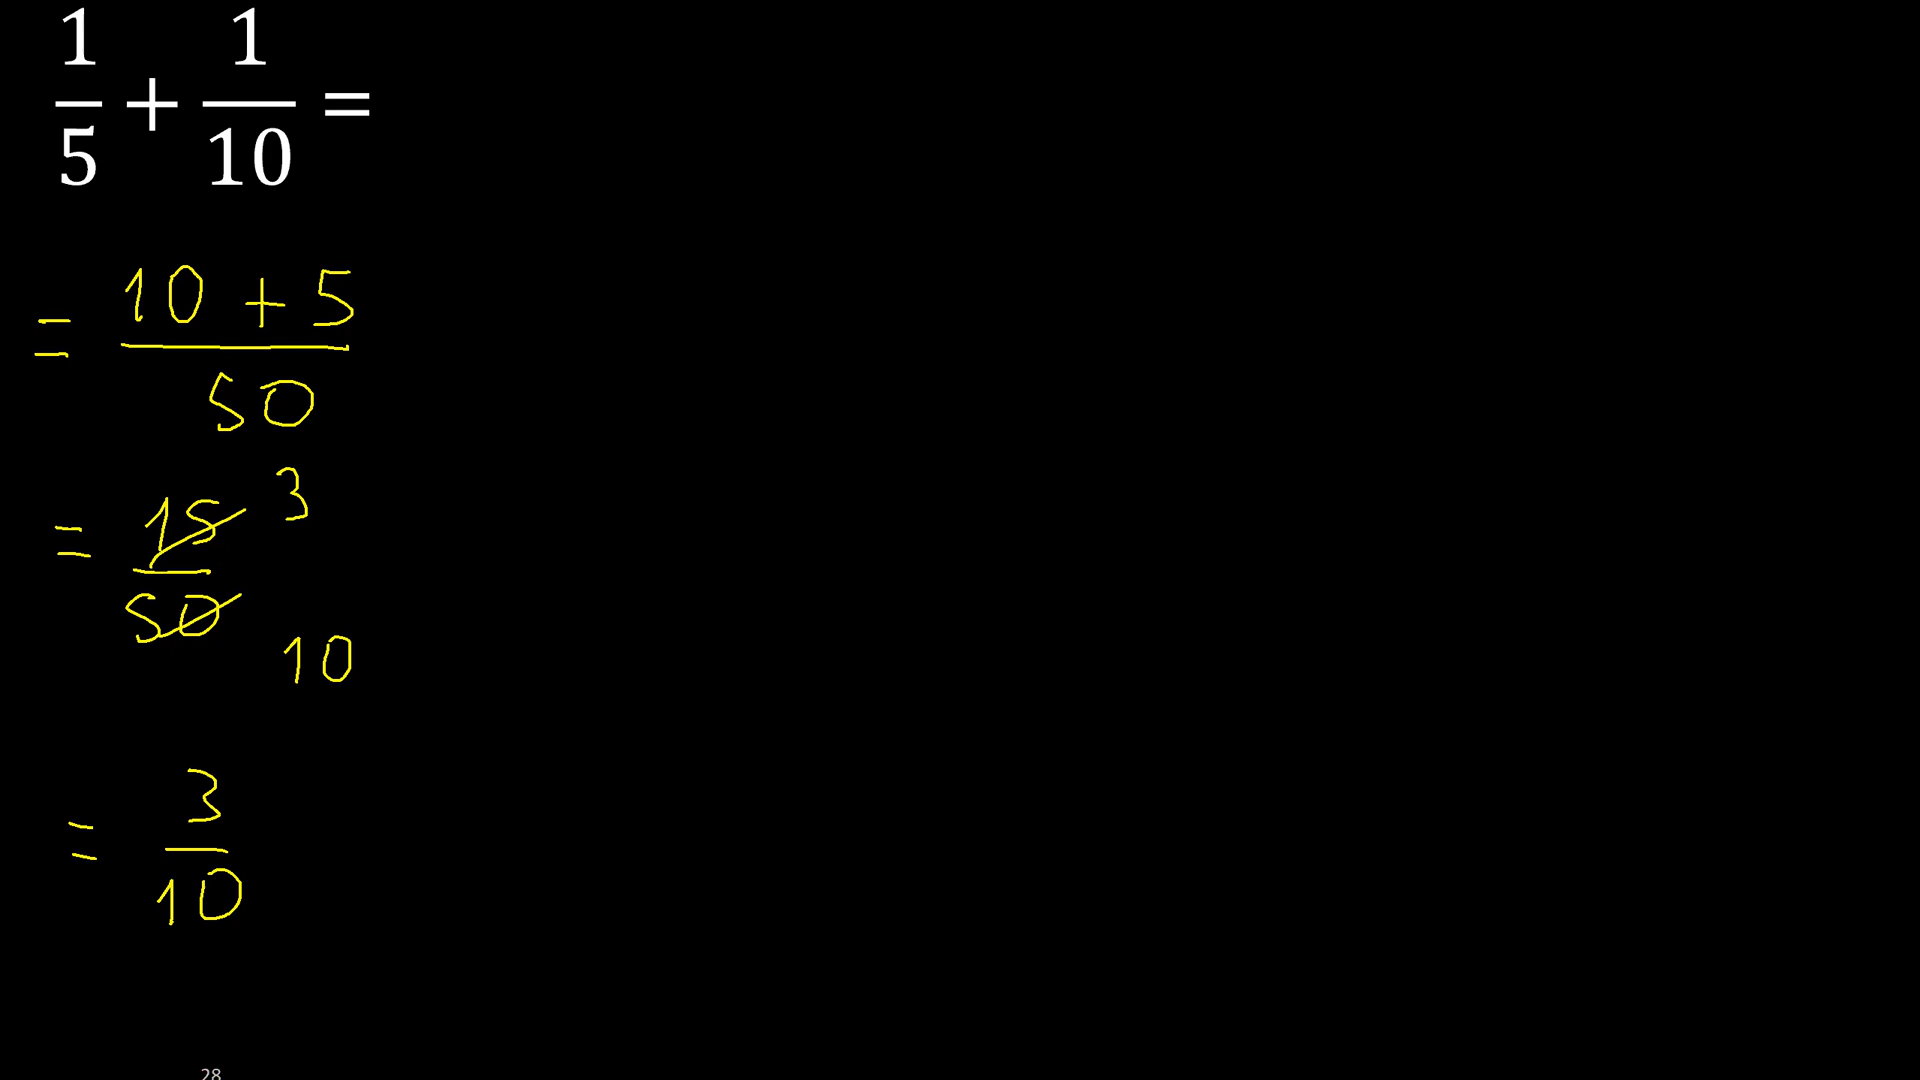 1/5 + 1/10 =
= (10 + 5)/50
= 15/50 3/10
= 3/10
28